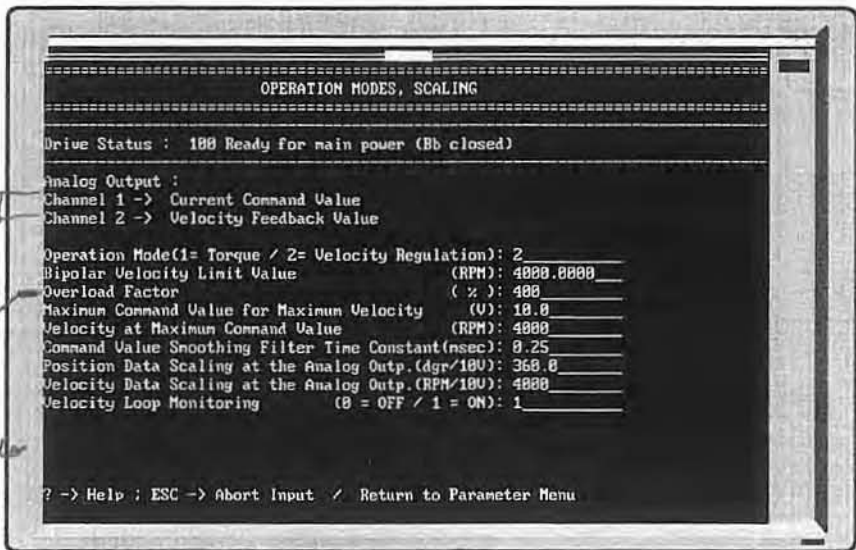 OPERATION MODES, SCALING
Drive Status : 100 Ready for main power (Bb closed)
Analog Output :
Channel 1 -> Current Command Value
Channel 2 -> Velocity Feedback Value
Operation Mode(1= Torque / 2= Velocity Regulation): 2
Bipolar Velocity Limit Value (RPM): 4000.0000
Overload Factor ( % ): 400
Maximum Command Value for Maximum Velocity (V): 10.0
Velocity at Maximum Command Value (RPM): 4000
Command Value Smoothing Filter Time Constant(msec): 0.25
Position Data Scaling at the Analog Outp.(dgr/10V): 360.0
Velocity Data Scaling at the Analog Outp.(RPM/10V): 4000
Velocity Loop Monitoring (0 = OFF / 1 = ON): 1
? -> Help ; ESC -> Abort Input / Return to Parameter Menu